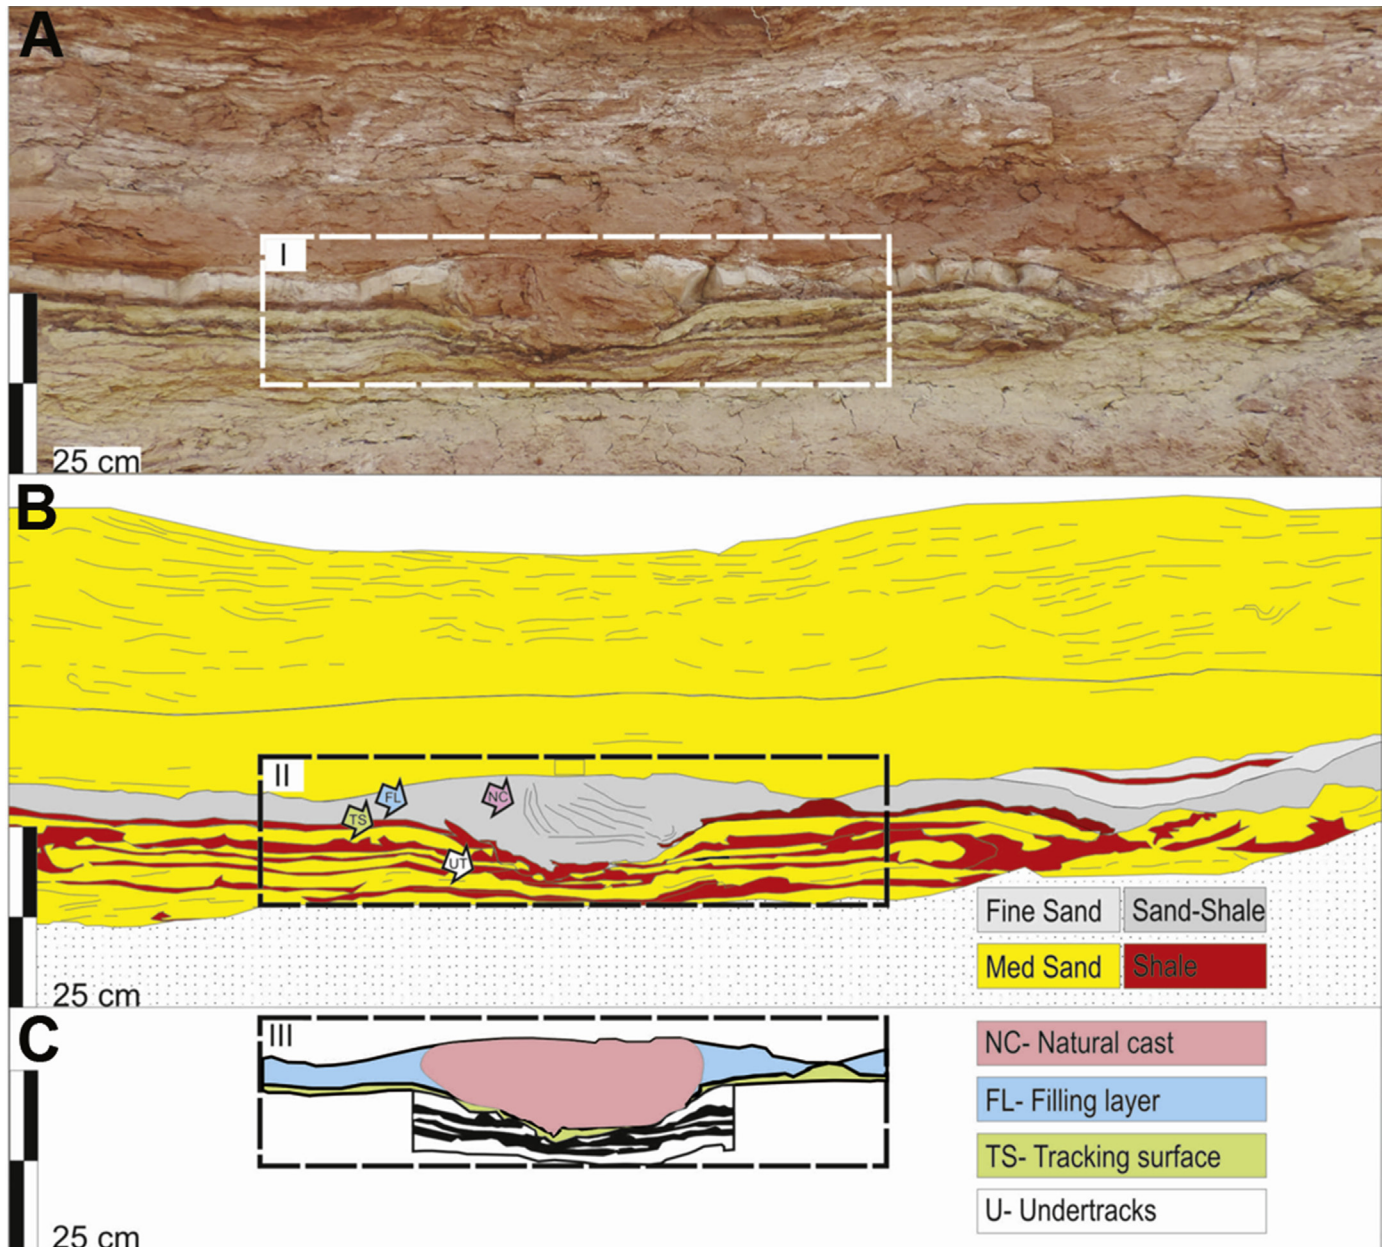 A
I
25 cm
B
II
FL
NC
TS
UT
Fine Sand
Sand-Shale
Med Sand
Shale
25 cm
C
III
NC- Natural cast
FL- Filling layer
TS- Tracking surface
U- Undertracks
25 cm